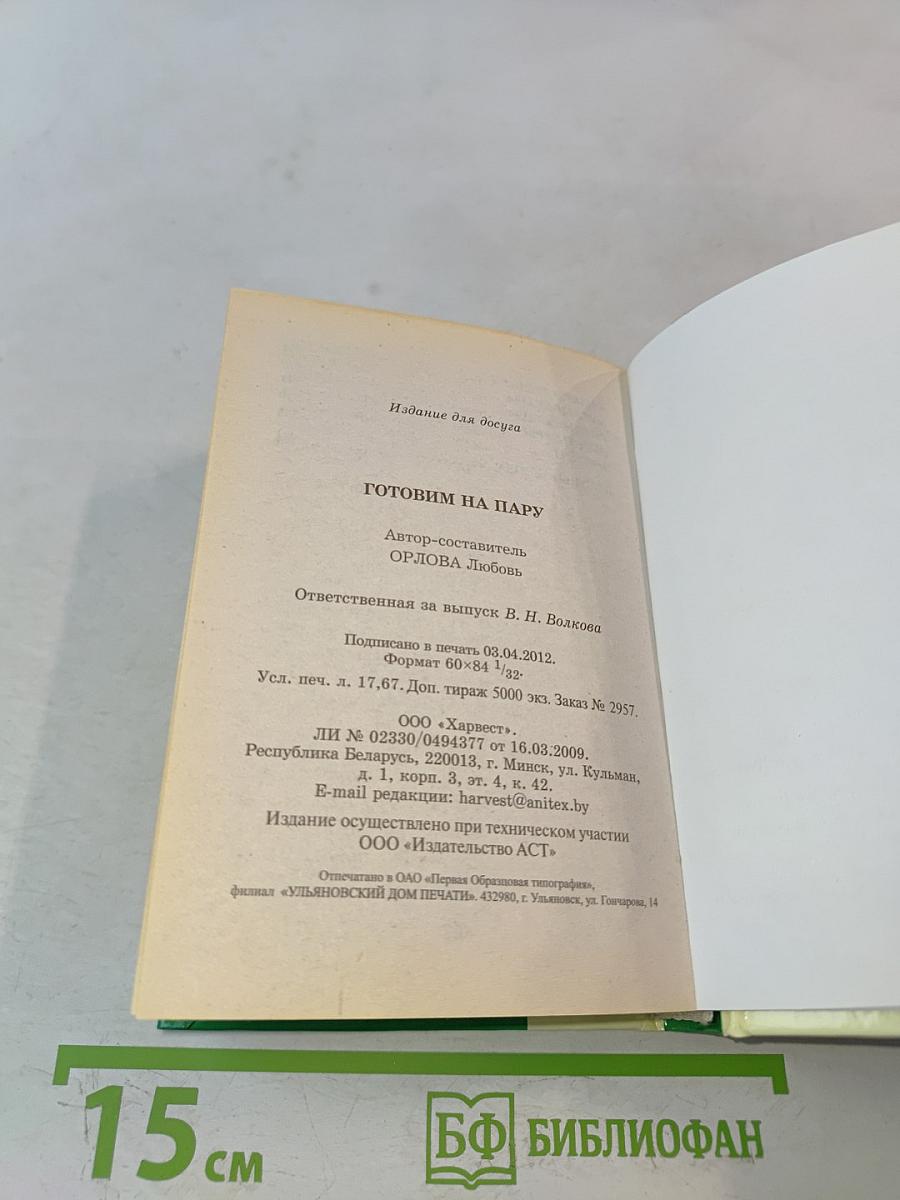 Издание для досуга
ГОТОВИМ НА ПАРУ
Автор-составитель
ОРЛОВА Любовь
Ответственная за выпуск В. Н. Волкова
Подписано в печать 03.04.2012.
Формат 60×84 1/32.
Усл. печ. л. 17,67. Доп. тираж 5000 экз. Заказ № 2957.
ООО «Харвест».
ЛИ № 02330/0494377 от 16.03.2009.
Республика Беларусь, 220013, г. Минск, ул. Кульман,
д. 1, корп. 3, эт. 4, к. 42.
E-mail редакции: harvest@anitex.by
Издание осуществлено при техническом участии
ООО «Издательство АСТ»
Отпечатано в ОАО «Первая Образцовая типография»,
филиал «УЛЬЯНОВСКИЙ ДОМ ПЕЧАТИ». 432980, г. Ульяновск, ул. Гончарова, 14
15 см
БФ БИБЛИОФАН